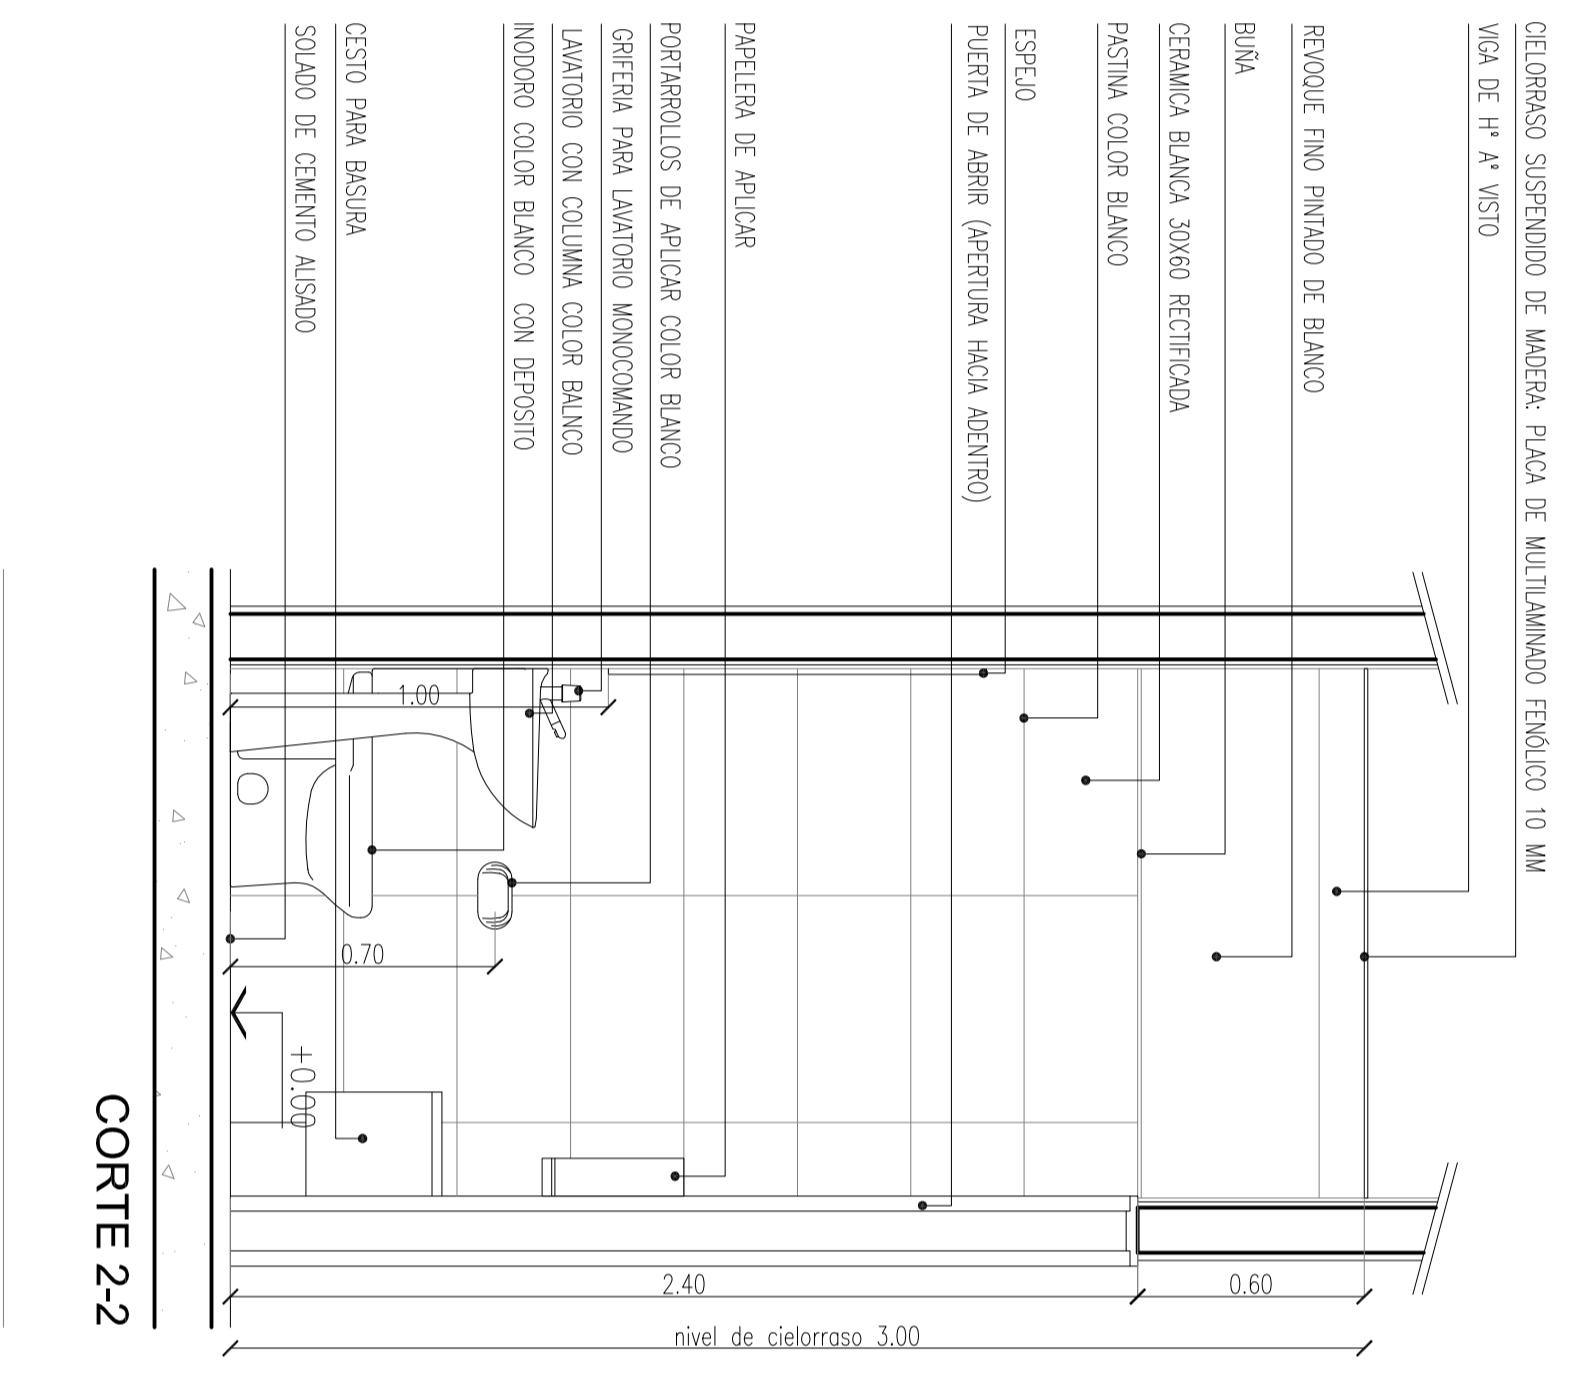 CIELORRASO SUSPENDIDO DE MADERA: PLACA DE MULTILAMINADO FENÓLICO 10 MM
VIGA DE Hº Aº VISTO
REVOQUE FINO PINTADO DE BLANCO
BUÑA
CERAMICA BLANCA 30X60 RECTIFICADA
PASTINA COLOR BLANCO
ESPEJO
PUERTA DE ABRIR (APERTURA HACIA ADENTRO)
PAPELERA DE APLICAR
PORTARROLLOS DE APLICAR COLOR BLANCO
GRIFERIA PARA LAVATORIO MONOCOMANDO
LAVATORIO CON COLUMNA COLOR BALNCO
INODORO COLOR BLANCO CON DEPOSITO
CESTO PARA BASURA
SOLADO DE CEMENTO ALISADO
1.00
0.70
+0.00
2.40
0.60
nivel de cielorraso 3.00
CORTE 2-2